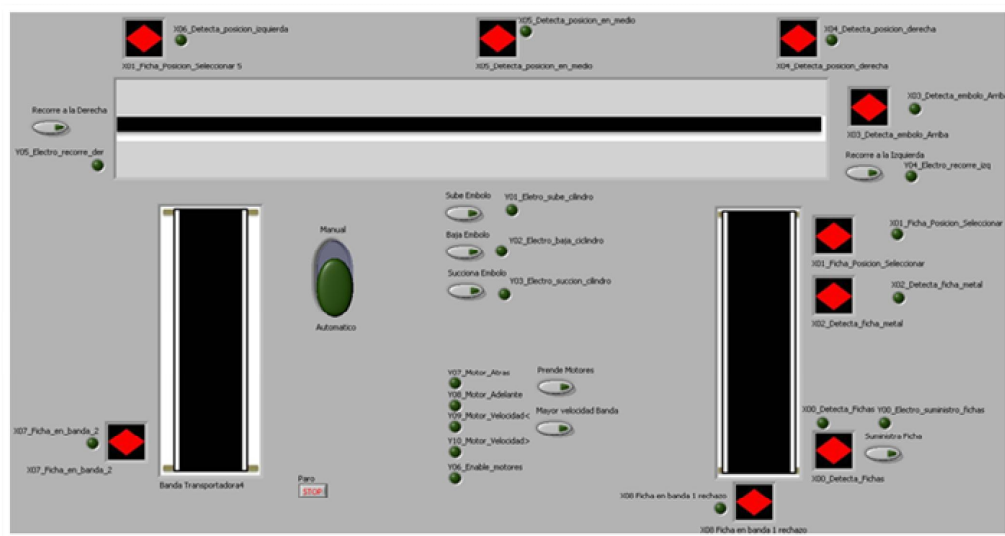 X06_Detecta_posicion_izquierda
X05_Detecta_posicion_en_medio
X04_Detecta_posicion_derecha
X01_Ficha_Posicion_Seleccionar 5
X05_Detecta_posicion_en_medio
X04_Detecta_posicion_derecha
Recorre a la Derecha
X03_Detecta_embolo_Arriba
X03_Detecta_embolo_Arriba
Y05_Electro_recorre_der
Recorre a la Izquierda
Y04_Electro_recorre_izq
Sube Embolo
Y01_Eletro_sube_cilindro
Manual
Baja Embolo
Y02_Electro_baja_ciclindro
Succiona Embolo
Y03_Electro_succion_cilindro
Automatico
X01_Ficha_Posicion_Seleccionar
X01_Ficha_Posicion_Seleccionar
X02_Detecta_ficha_metal
X02_Detecta_ficha_metal
Y07_Motor_Atras
Prende Motores
Y08_Motor_Adelante
Y09_Motor_Velocidad<
Mayor velocidad Banda
Y10_Motor_Velocidad>
Y06_Enable_motores
X00_Detecta_Fichas
Y00_Electro_suministro_fichas
Suministra Ficha
X00_Detecta_Fichas
X07_Ficha_en_banda_2
X07_Ficha_en_banda_2
Banda Transportadora4
Paro
STOP
X08 Ficha en banda 1 rechazo
X08 Ficha en banda 1 rechazo